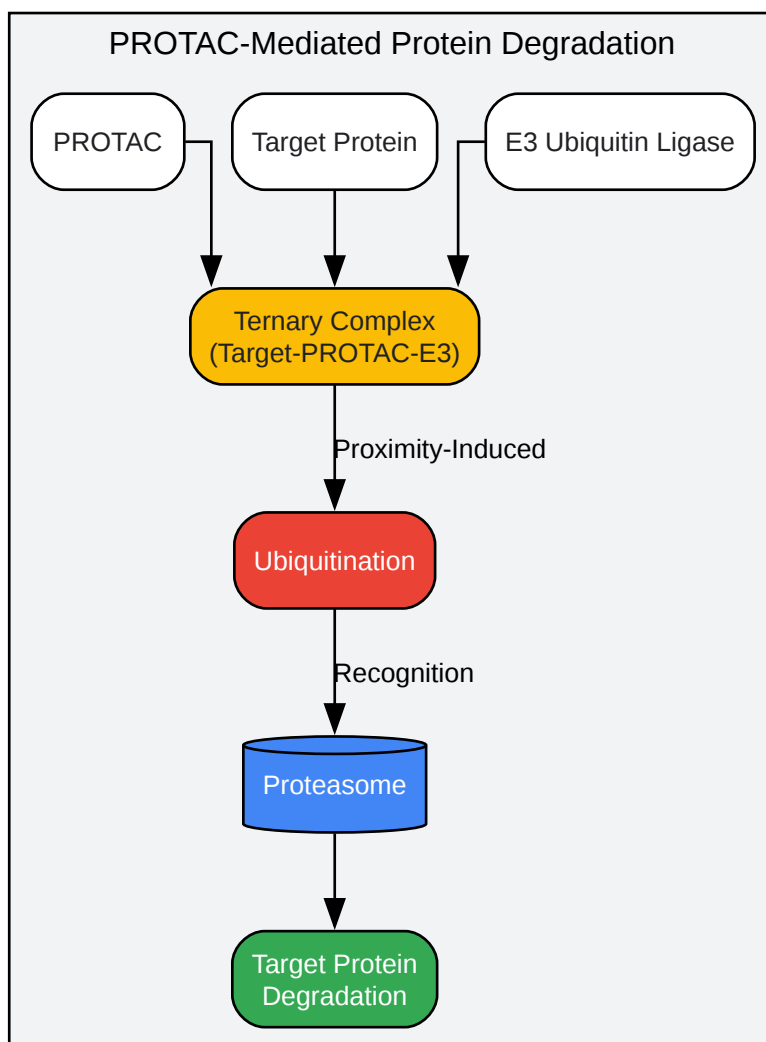 PROTAC-Mediated Protein Degradation
PROTAC
Target Protein
E3 Ubiquitin Ligase
Ternary Complex
(Target-PROTAC-E3)
Proximity-Induced
Ubiquitination
Recognition
Proteasome
Target Protein
Degradation